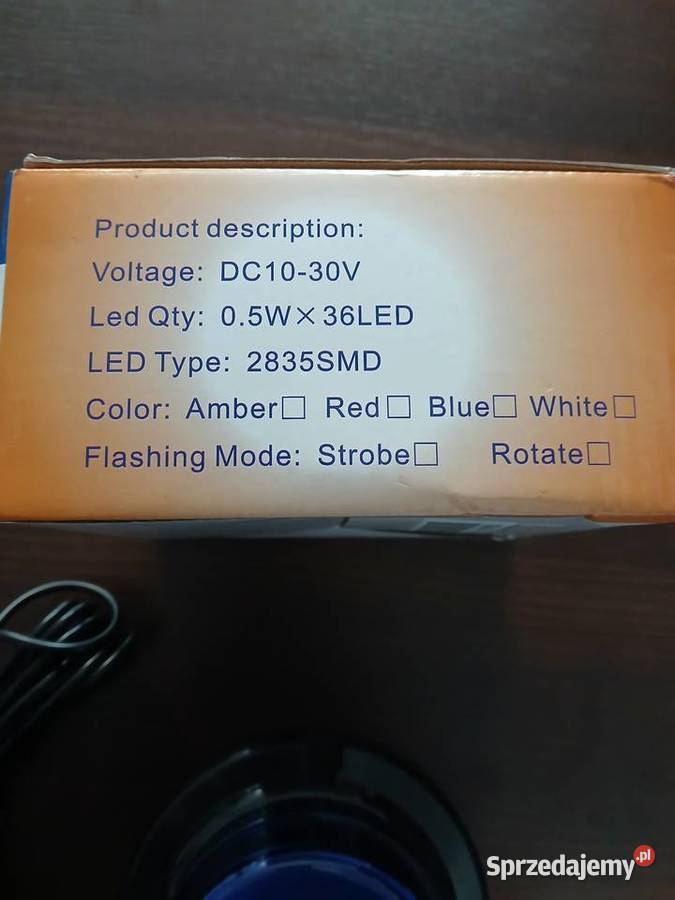 Product description:
Voltage: DC10-30V
Led Qty: 0.5W×36LED
LED Type: 2835SMD
Color: Amber□ Red□ Blue□ White□
Flashing Mode: Strobe□ Rotate□
Sprzedajemy.pl